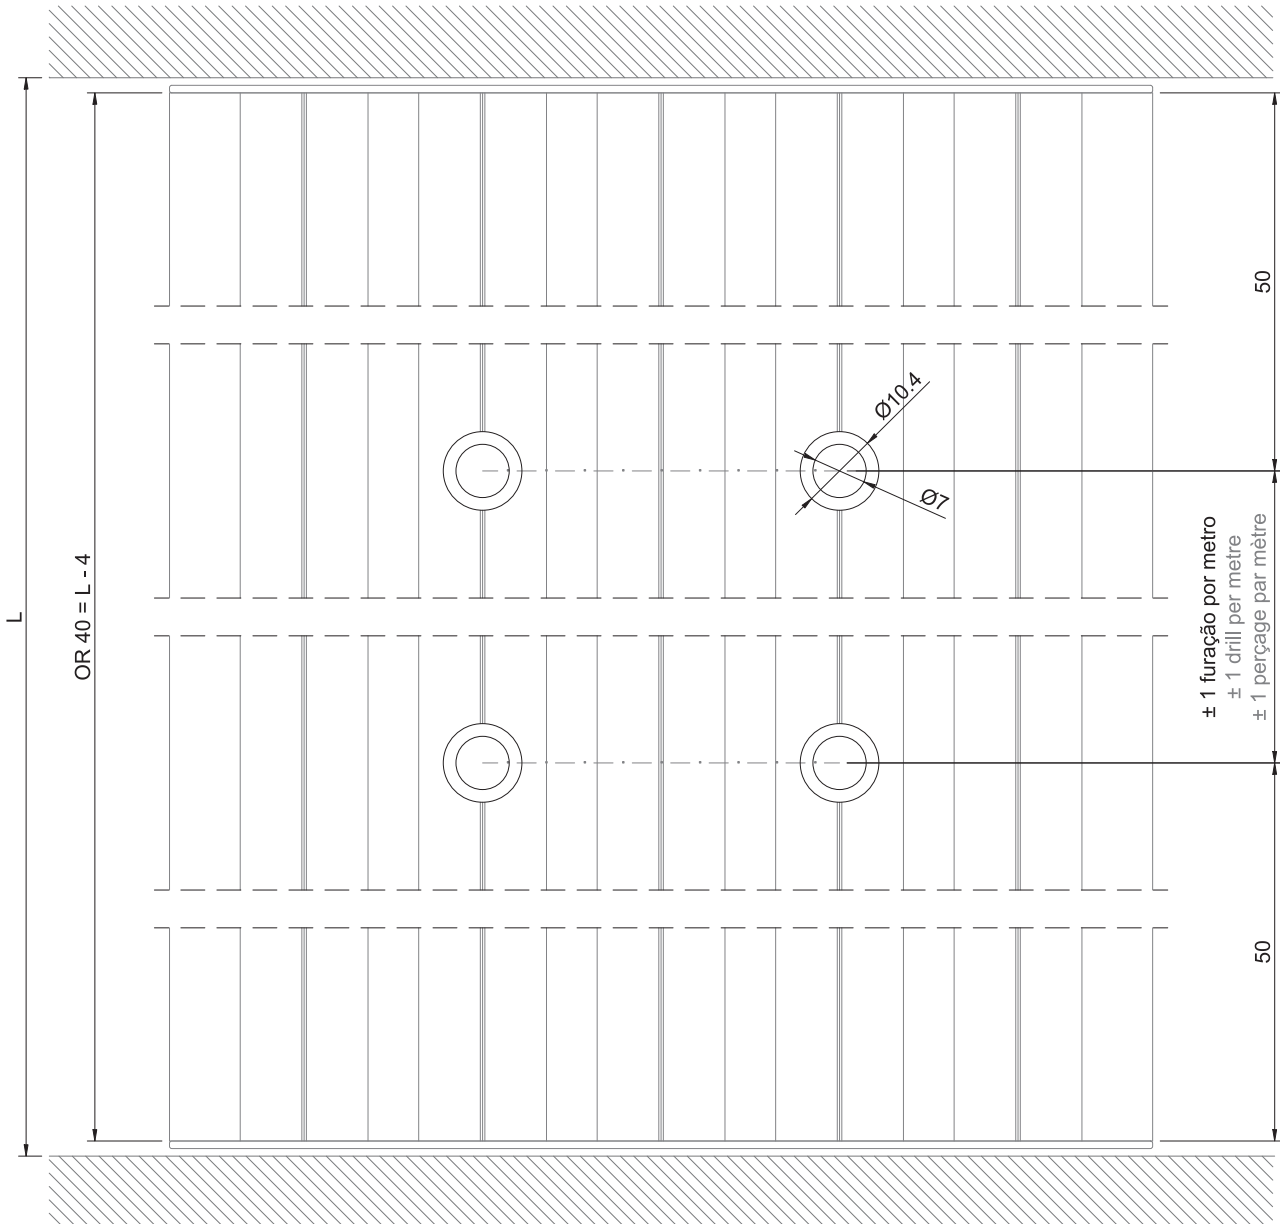 L
OR 40 = L - 4
Ø10.4
Ø7
50
± 1 furação por metro
± 1 drill per metre
± 1 perçage par mètre
50